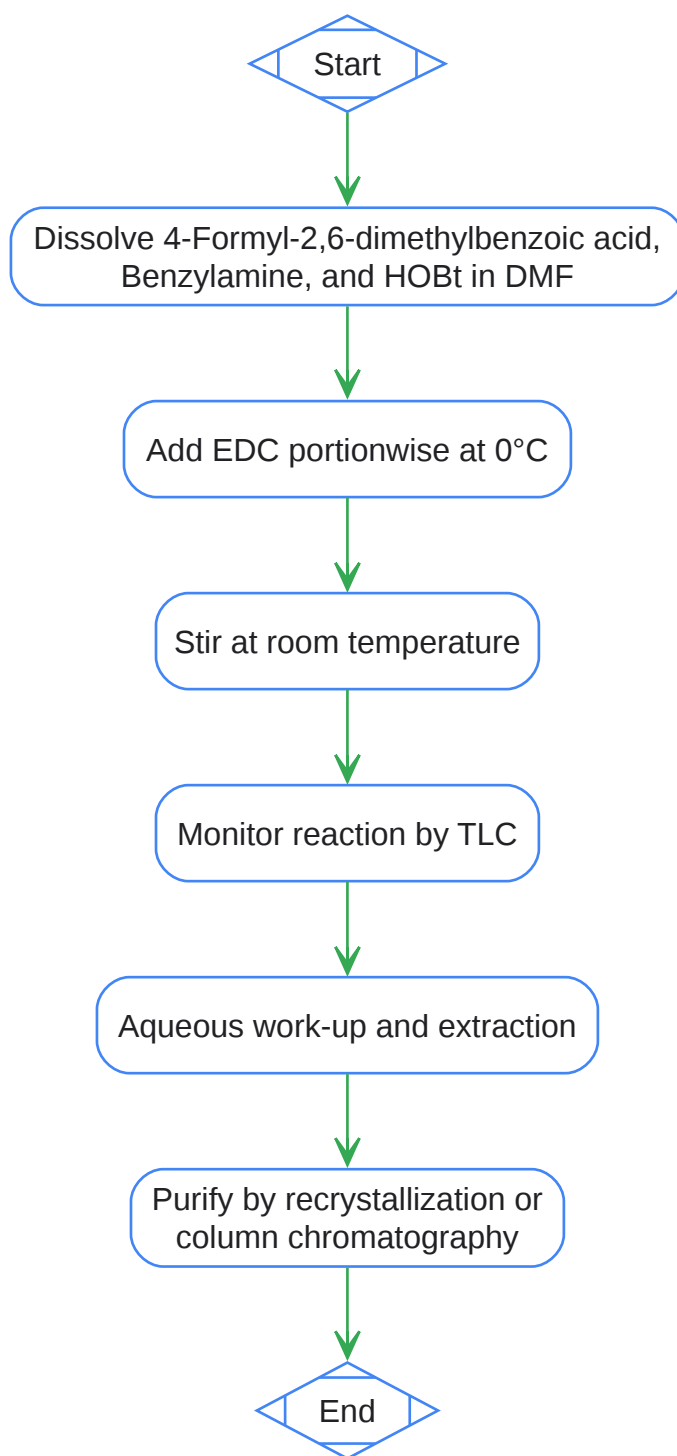 Start
Dissolve 4-Formyl-2,6-dimethylbenzoic acid,
Benzylamine, and HOBt in DMF
Add EDC portionwise at 0°C
Stir at room temperature
Monitor reaction by TLC
Aqueous work-up and extraction
Purify by recrystallization or
column chromatography
End